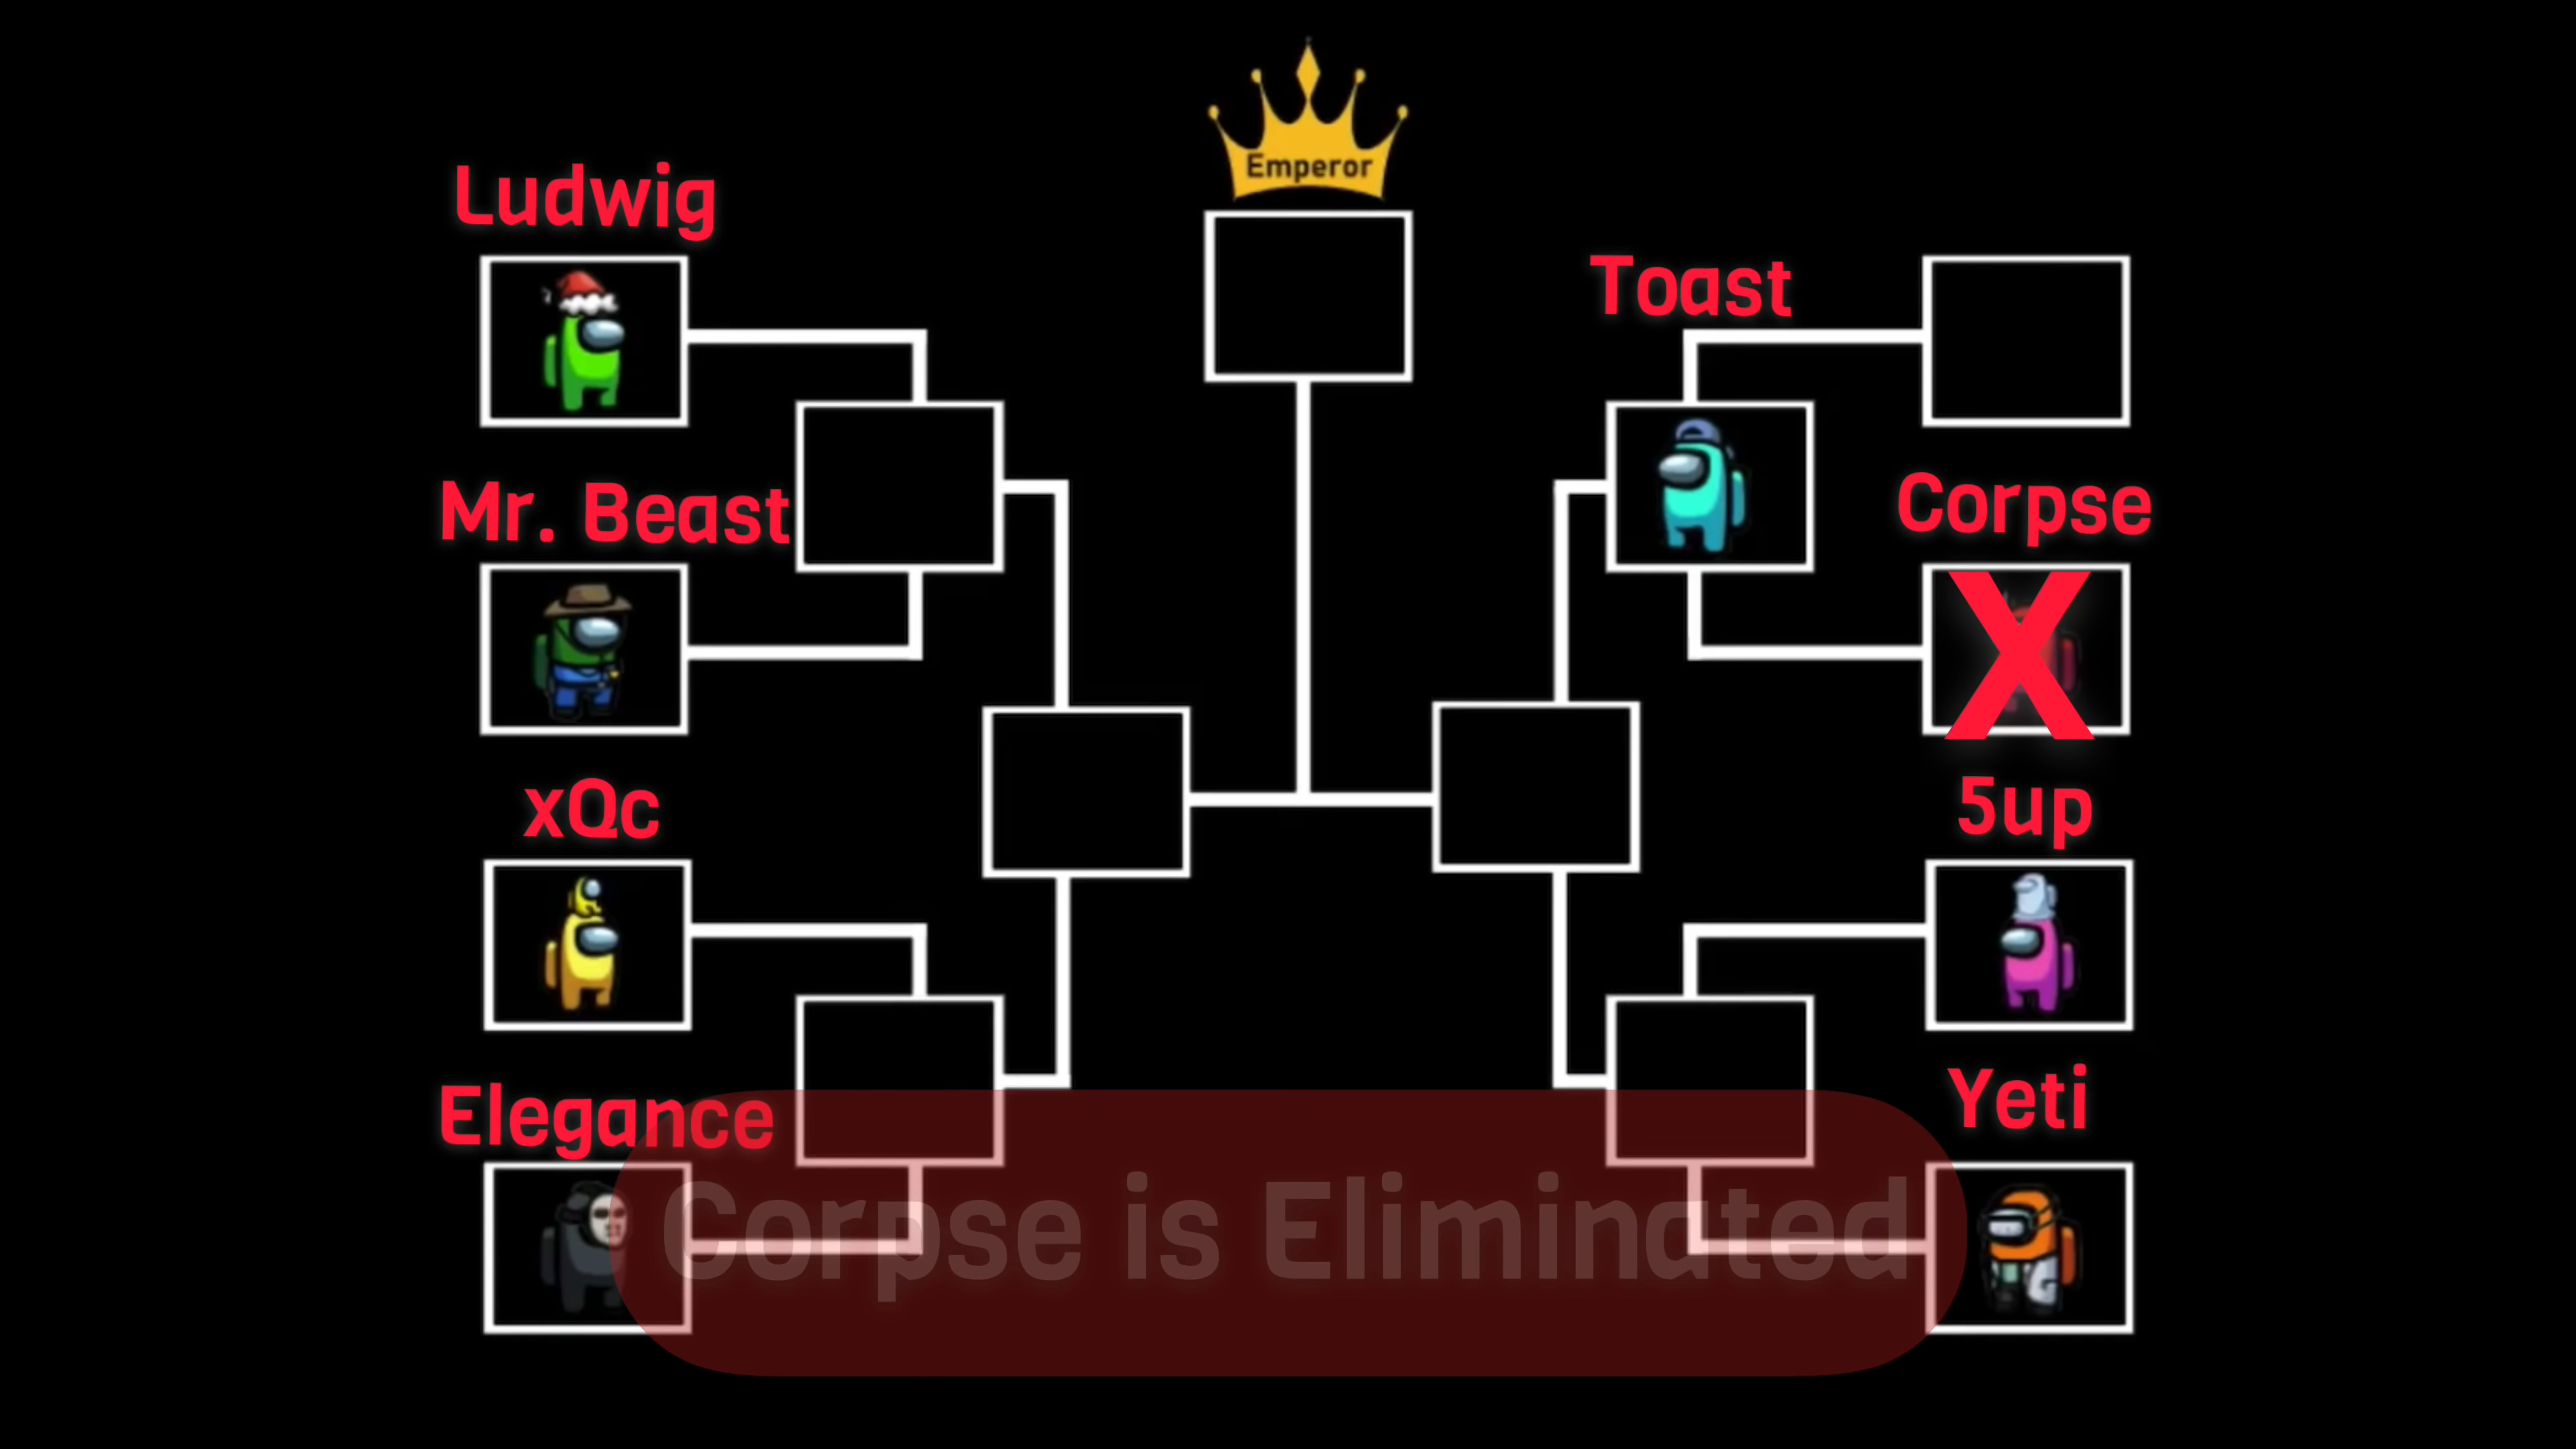 Emperor
Ludwig
Toast
Corpse
Mr. Beast
X
xQc
5up
Yeti
Elegance
Corpse is Eliminated